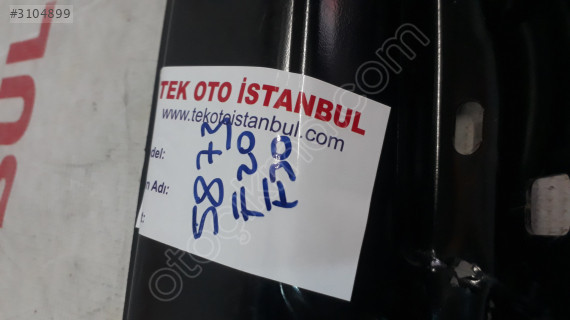 #3104899
TEK OTO İSTANBUL
www.tekotoistanbul.com
del:
Adı:
t:
5873
F20
F30